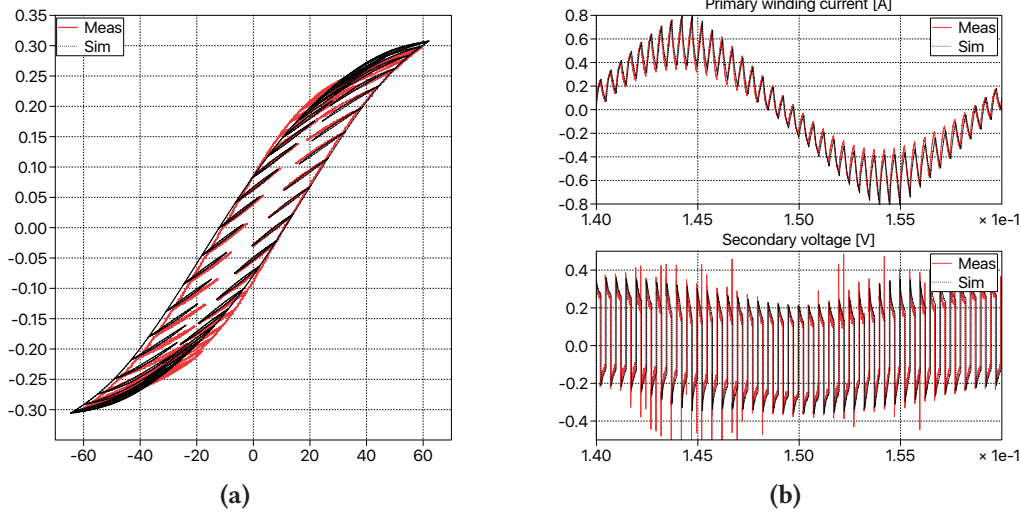 0.35
0.30
0.25
0.20
0.15
0.10
0.05
0.00
-0.05
-0.10
-0.15
-0.20
-0.25
-0.30
-60 -40 -20 0 20 40 60
Meas
Sim
(a)
Primary winding current [A]
0.8
0.6
0.4
0.2
0.0
-0.2
-0.4
-0.6
-0.8
1.40 1.45 1.50 1.55 × 1e-1
Meas
Sim
Secondary voltage [V]
0.4
0.2
0.0
-0.2
-0.4
1.40 1.45 1.50 1.55 × 1e-1
Meas
Sim
(b)